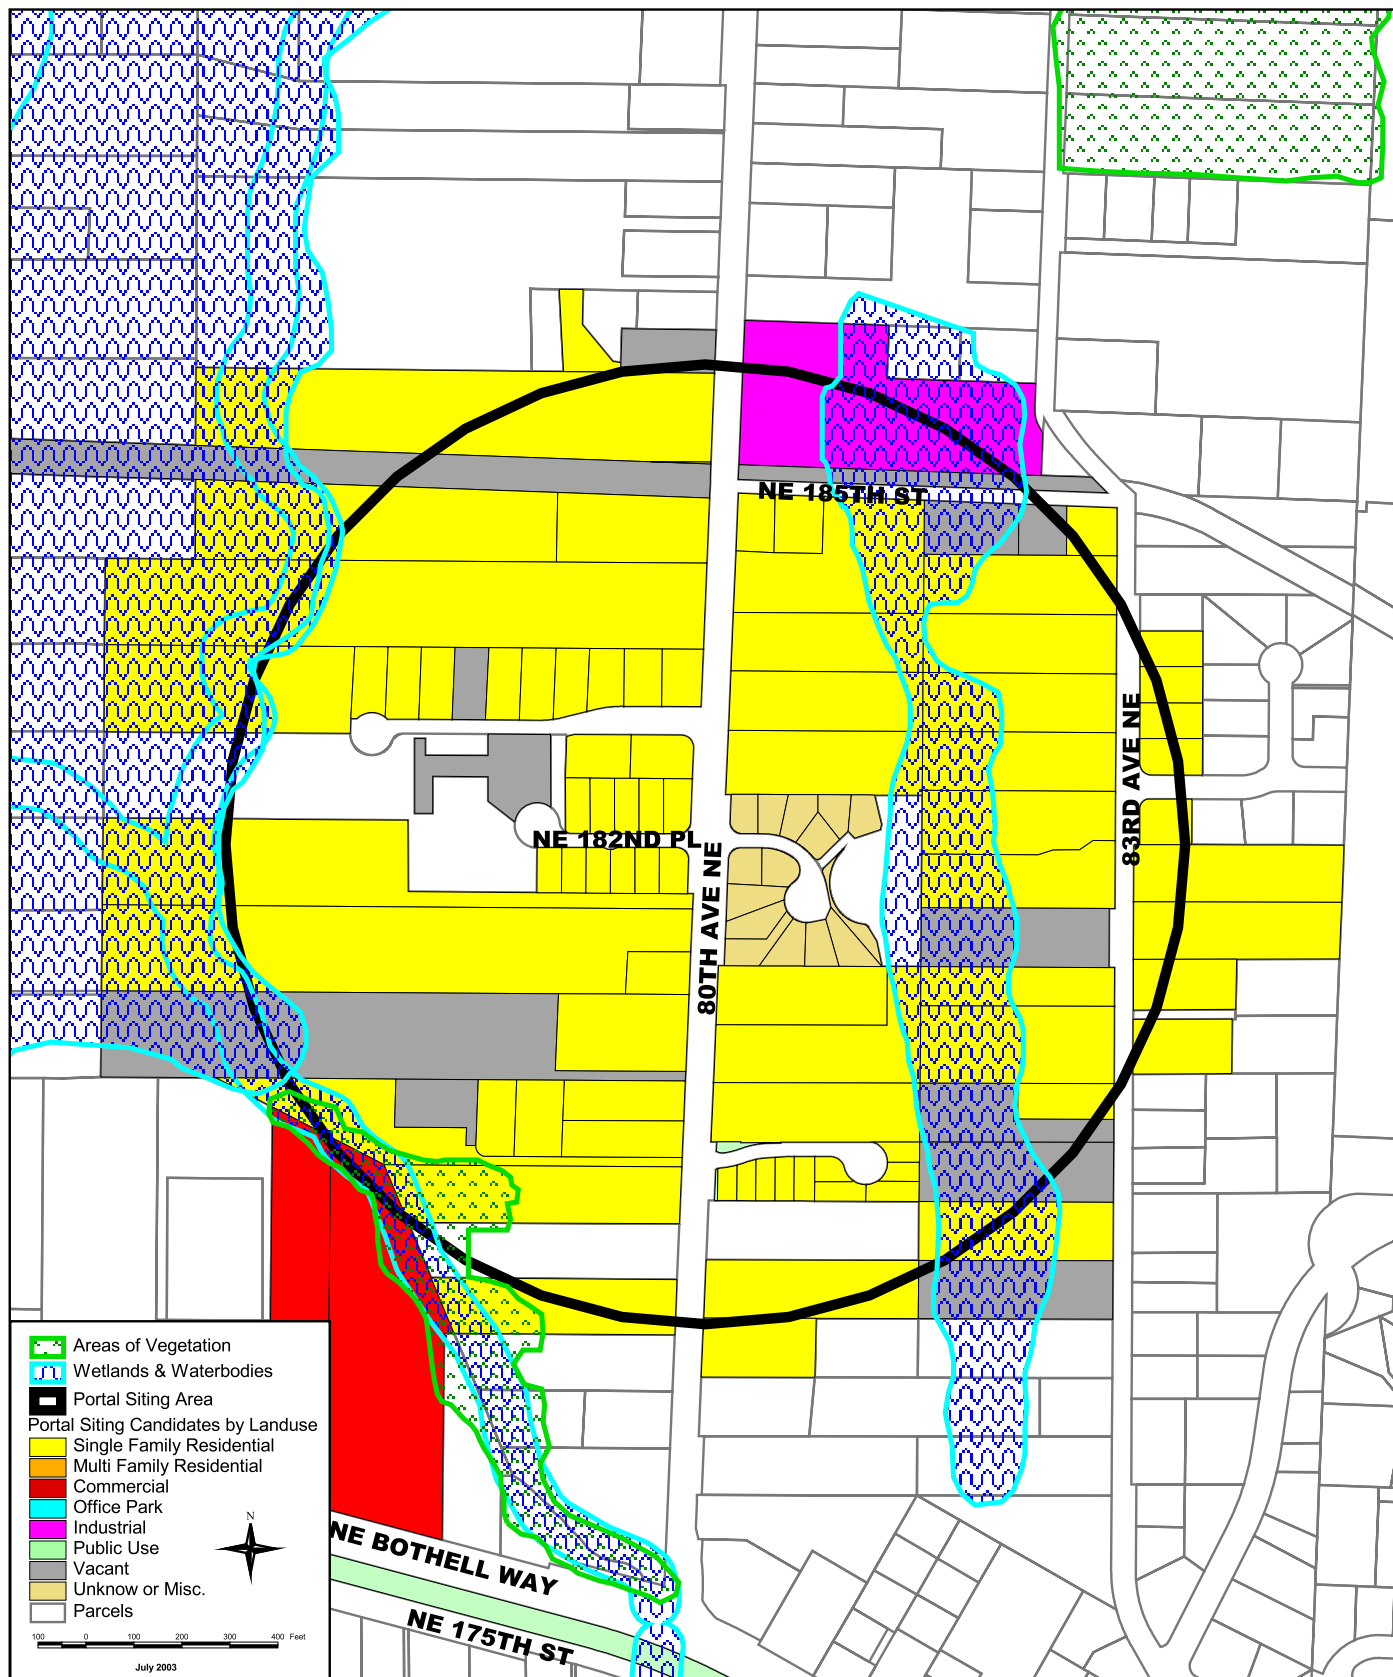 NE 185TH ST
83RD AVE NE
NE 182ND PL
80TH AVE NE
Areas of Vegetation
Wetlands & Waterbodies
Portal Siting Area
Portal Siting Candidates by Landuse
Single Family Residential
Multi Family Residential
Commercial
Office Park
Industrial
Public Use
Vacant
Unknow or Misc.
Parcels
N
100 0 100 200 300 400 Feet
July 2003
NE BOTHELL WAY
NE 175TH ST